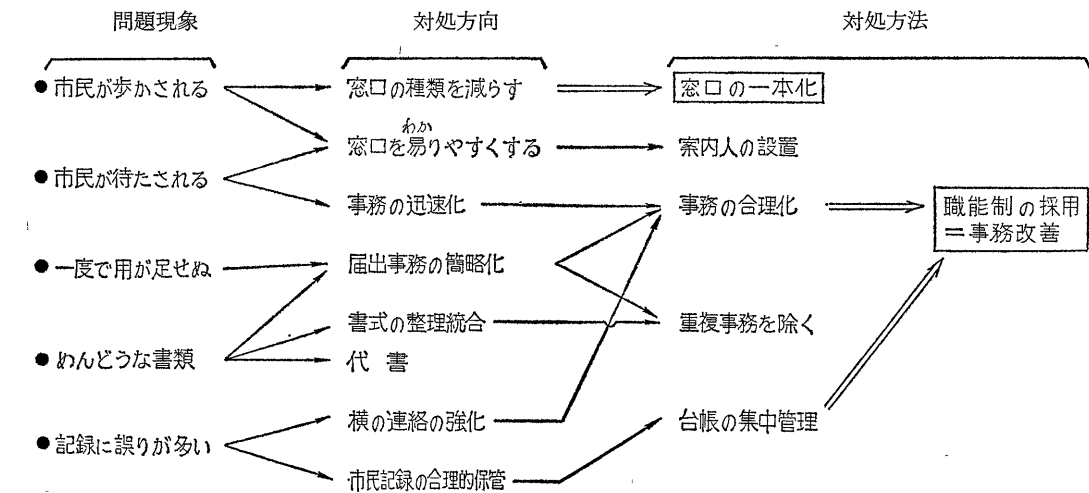 問題現象
対処方向
対処方法
●市民が歩かされる
窓口の種類を減らす
窓口の一本化
わか
窓口を易りやすくする
案内人の設置
●市民が待たされる
事務の迅速化
事務の合理化
職能制の採用
＝事務改善
●一度で用が足せぬ
届出事務の簡略化
書式の整理統合
重複事務を除く
●めんどうな書類
代書
横の連絡の強化
台帳の集中管理
●記録に誤りが多い
市民記録の合理的保管